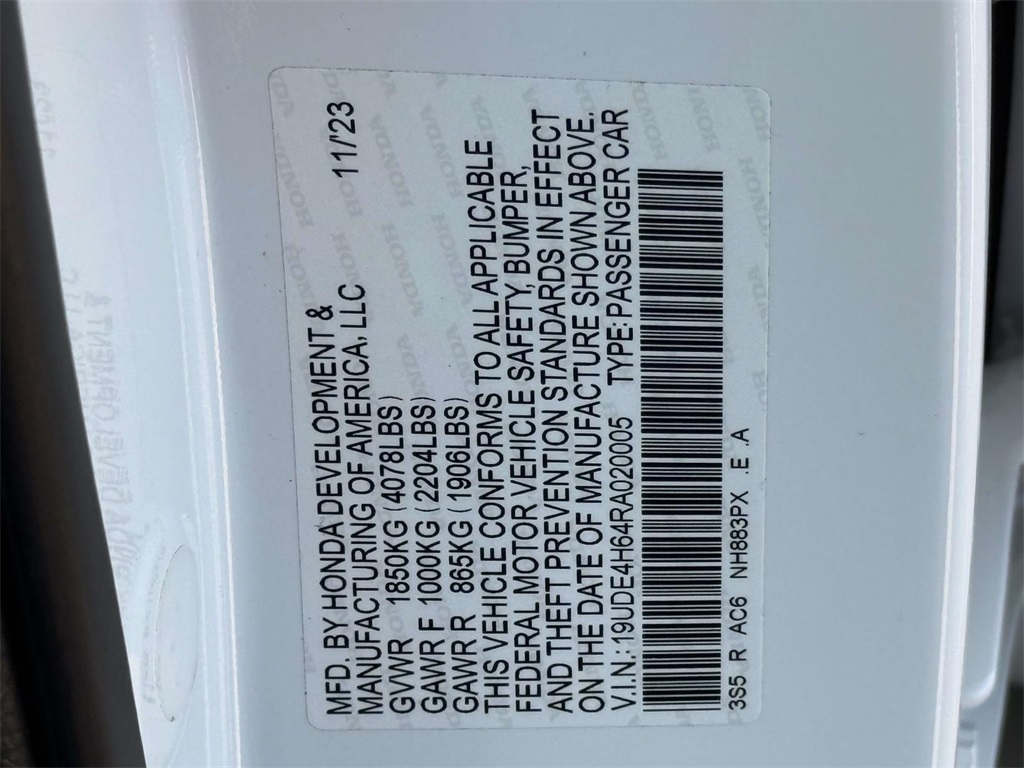 MFD. BY HONDA DEVELOPMENT &
MANUFACTURING OF AMERICA, LLC 11/'23
GVWR 1850KG (4078LBS)
GAWR F 1000KG (2204LBS)
GAWR R 865KG (1906LBS)
THIS VEHICLE CONFORMS TO ALL APPLICABLE
FEDERAL MOTOR VEHICLE SAFETY, BUMPER,
AND THEFT PREVENTION STANDARDS IN EFFECT
ON THE DATE OF MANUFACTURE SHOWN ABOVE.
V.I.N.: 19UDE4H64RA020005 TYPE:PASSENGER CAR
3S5 R AC6 NH883PX .E .A